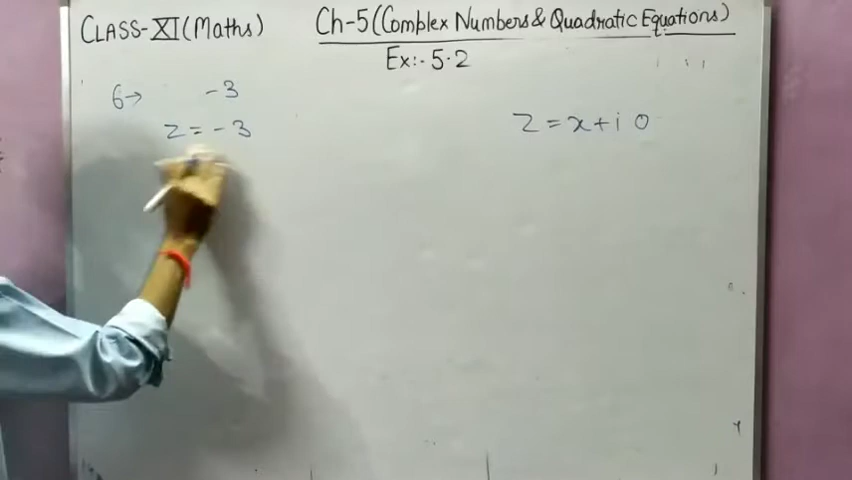 CLASS-XI(Maths)
Ch-5(Complex Numbers & Quadratic Equations)
Ex:- 5.2
6→ -3
z = -3
z = x+i 0